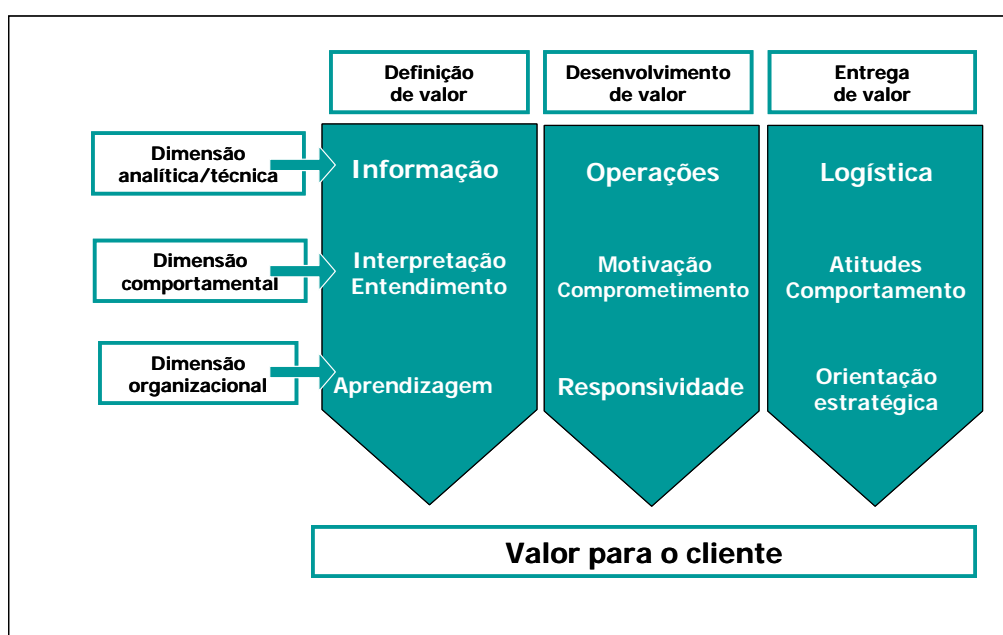 Definição
de valor
Desenvolvimento
de valor
Entrega
de valor
Dimensão
analítica/técnica
Informação
Operações
Logística
Dimensão
comportamental
Interpretação
Entendimento
Motivação
Comprometimento
Atitudes
Comportamento
Dimensão
organizacional
Aprendizagem
Responsividade
Orientação
estratégica
Valor para o cliente